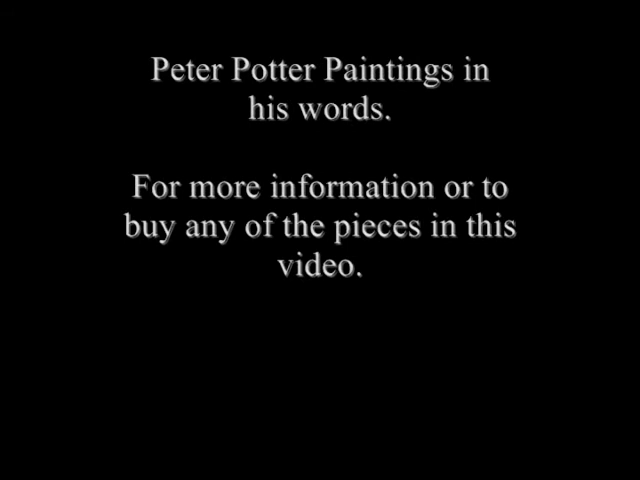 Peter Potter Paintings in
his words.
For more information or to
buy any of the pieces in this
video.